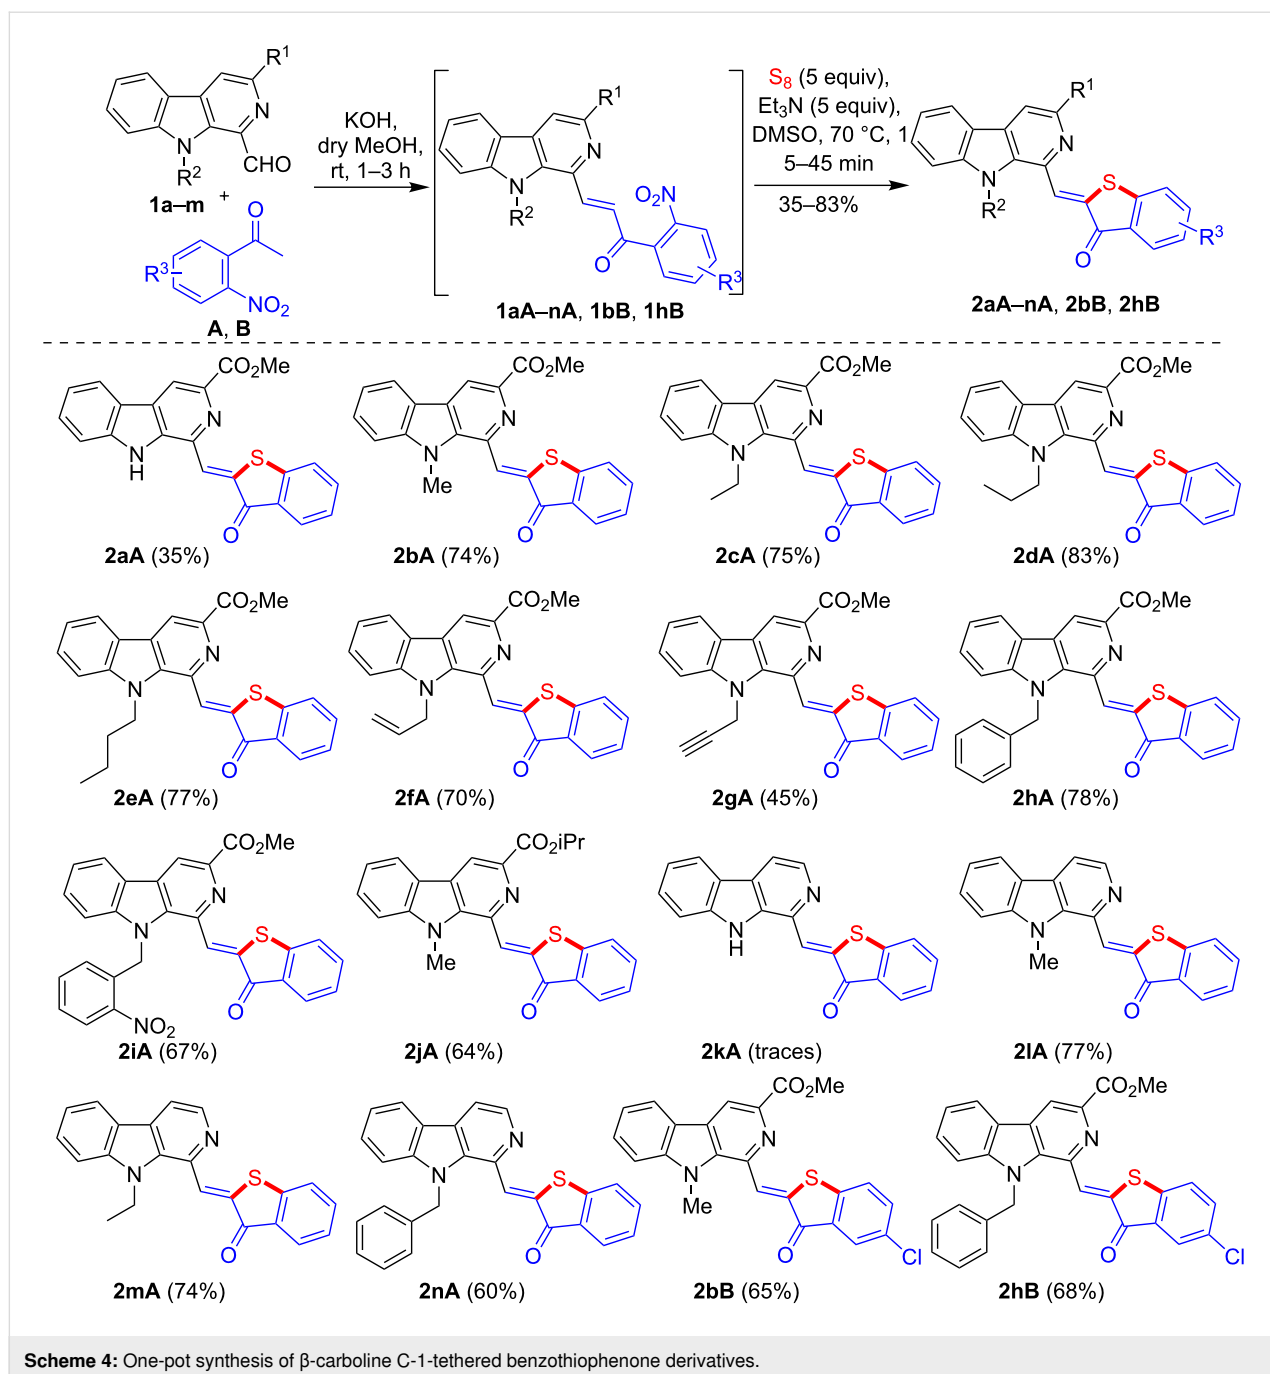 R¹
N
N
R²
CHO
1a–m +
O
R³
NO₂
A, B
KOH,
dry MeOH,
rt, 1–3 h
R¹
N
N
R²
NO₂
O
R³
1aA–nA, 1bB, 1hB
S₈ (5 equiv),
Et₃N (5 equiv),
DMSO, 70 °C, 1
5–45 min
35–83%
R¹
N
N
R²
S
O
R³
2aA–nA, 2bB, 2hB
CO₂Me
N
N
H
S
O
2aA (35%)
CO₂Me
N
N
Me
S
O
2bA (74%)
CO₂Me
N
N
S
O
2cA (75%)
CO₂Me
N
N
S
O
2dA (83%)
CO₂Me
N
N
S
O
2eA (77%)
CO₂Me
N
N
S
O
2fA (70%)
CO₂Me
N
N
S
O
2gA (45%)
CO₂Me
N
N
S
O
2hA (78%)
CO₂Me
N
N
S
O
NO₂
2iA (67%)
CO₂iPr
N
N
Me
S
O
2jA (64%)
N
N
H
S
O
2kA (traces)
N
N
Me
S
O
2lA (77%)
N
N
S
O
2mA (74%)
N
N
S
O
2nA (60%)
CO₂Me
N
N
Me
S
O
Cl
2bB (65%)
CO₂Me
N
N
S
O
Cl
2hB (68%)
Scheme 4: One-pot synthesis of β-carboline C-1-tethered benzothiophenone derivatives.